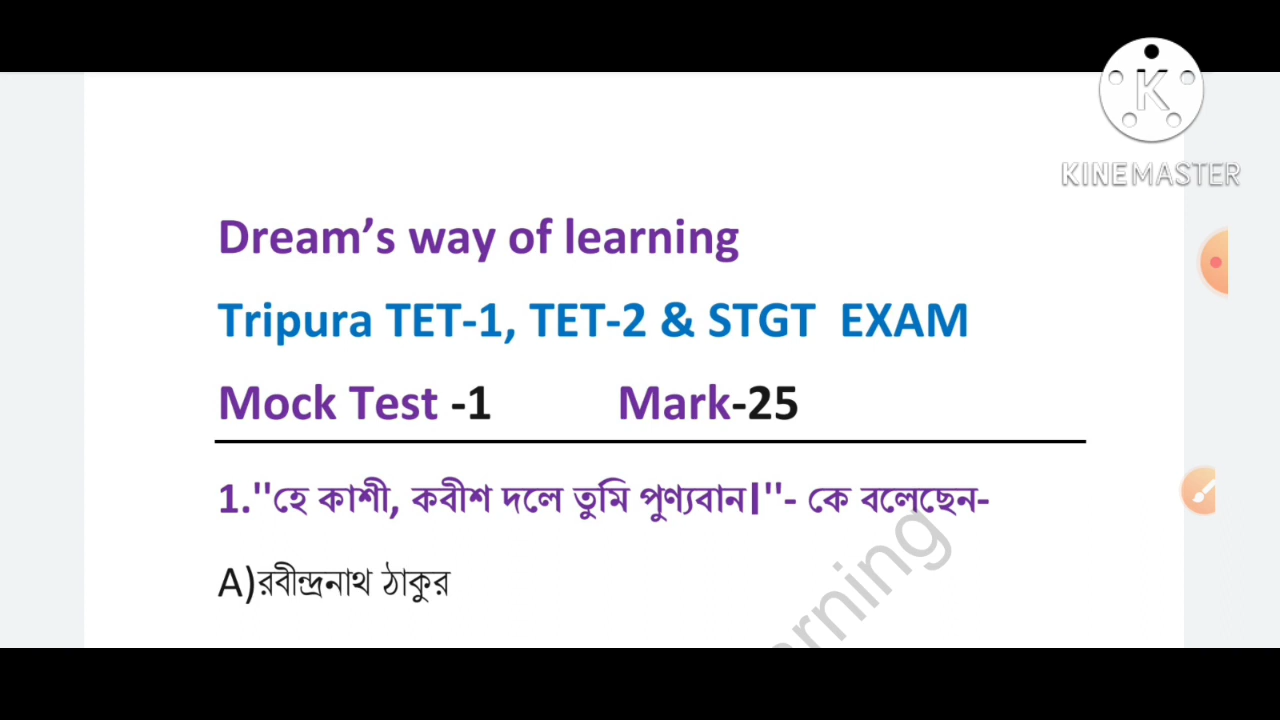 KINEMASTER
Dream’s way of learning
Tripura TET-1, TET-2 & STGT EXAM
Mock Test -1 Mark-25
1.''হে কাশী, কবীশ দলে তুমি পুণ্যবান।''- কে বলেছেন-
A)রবীন্দ্রনাথ ঠাকুর